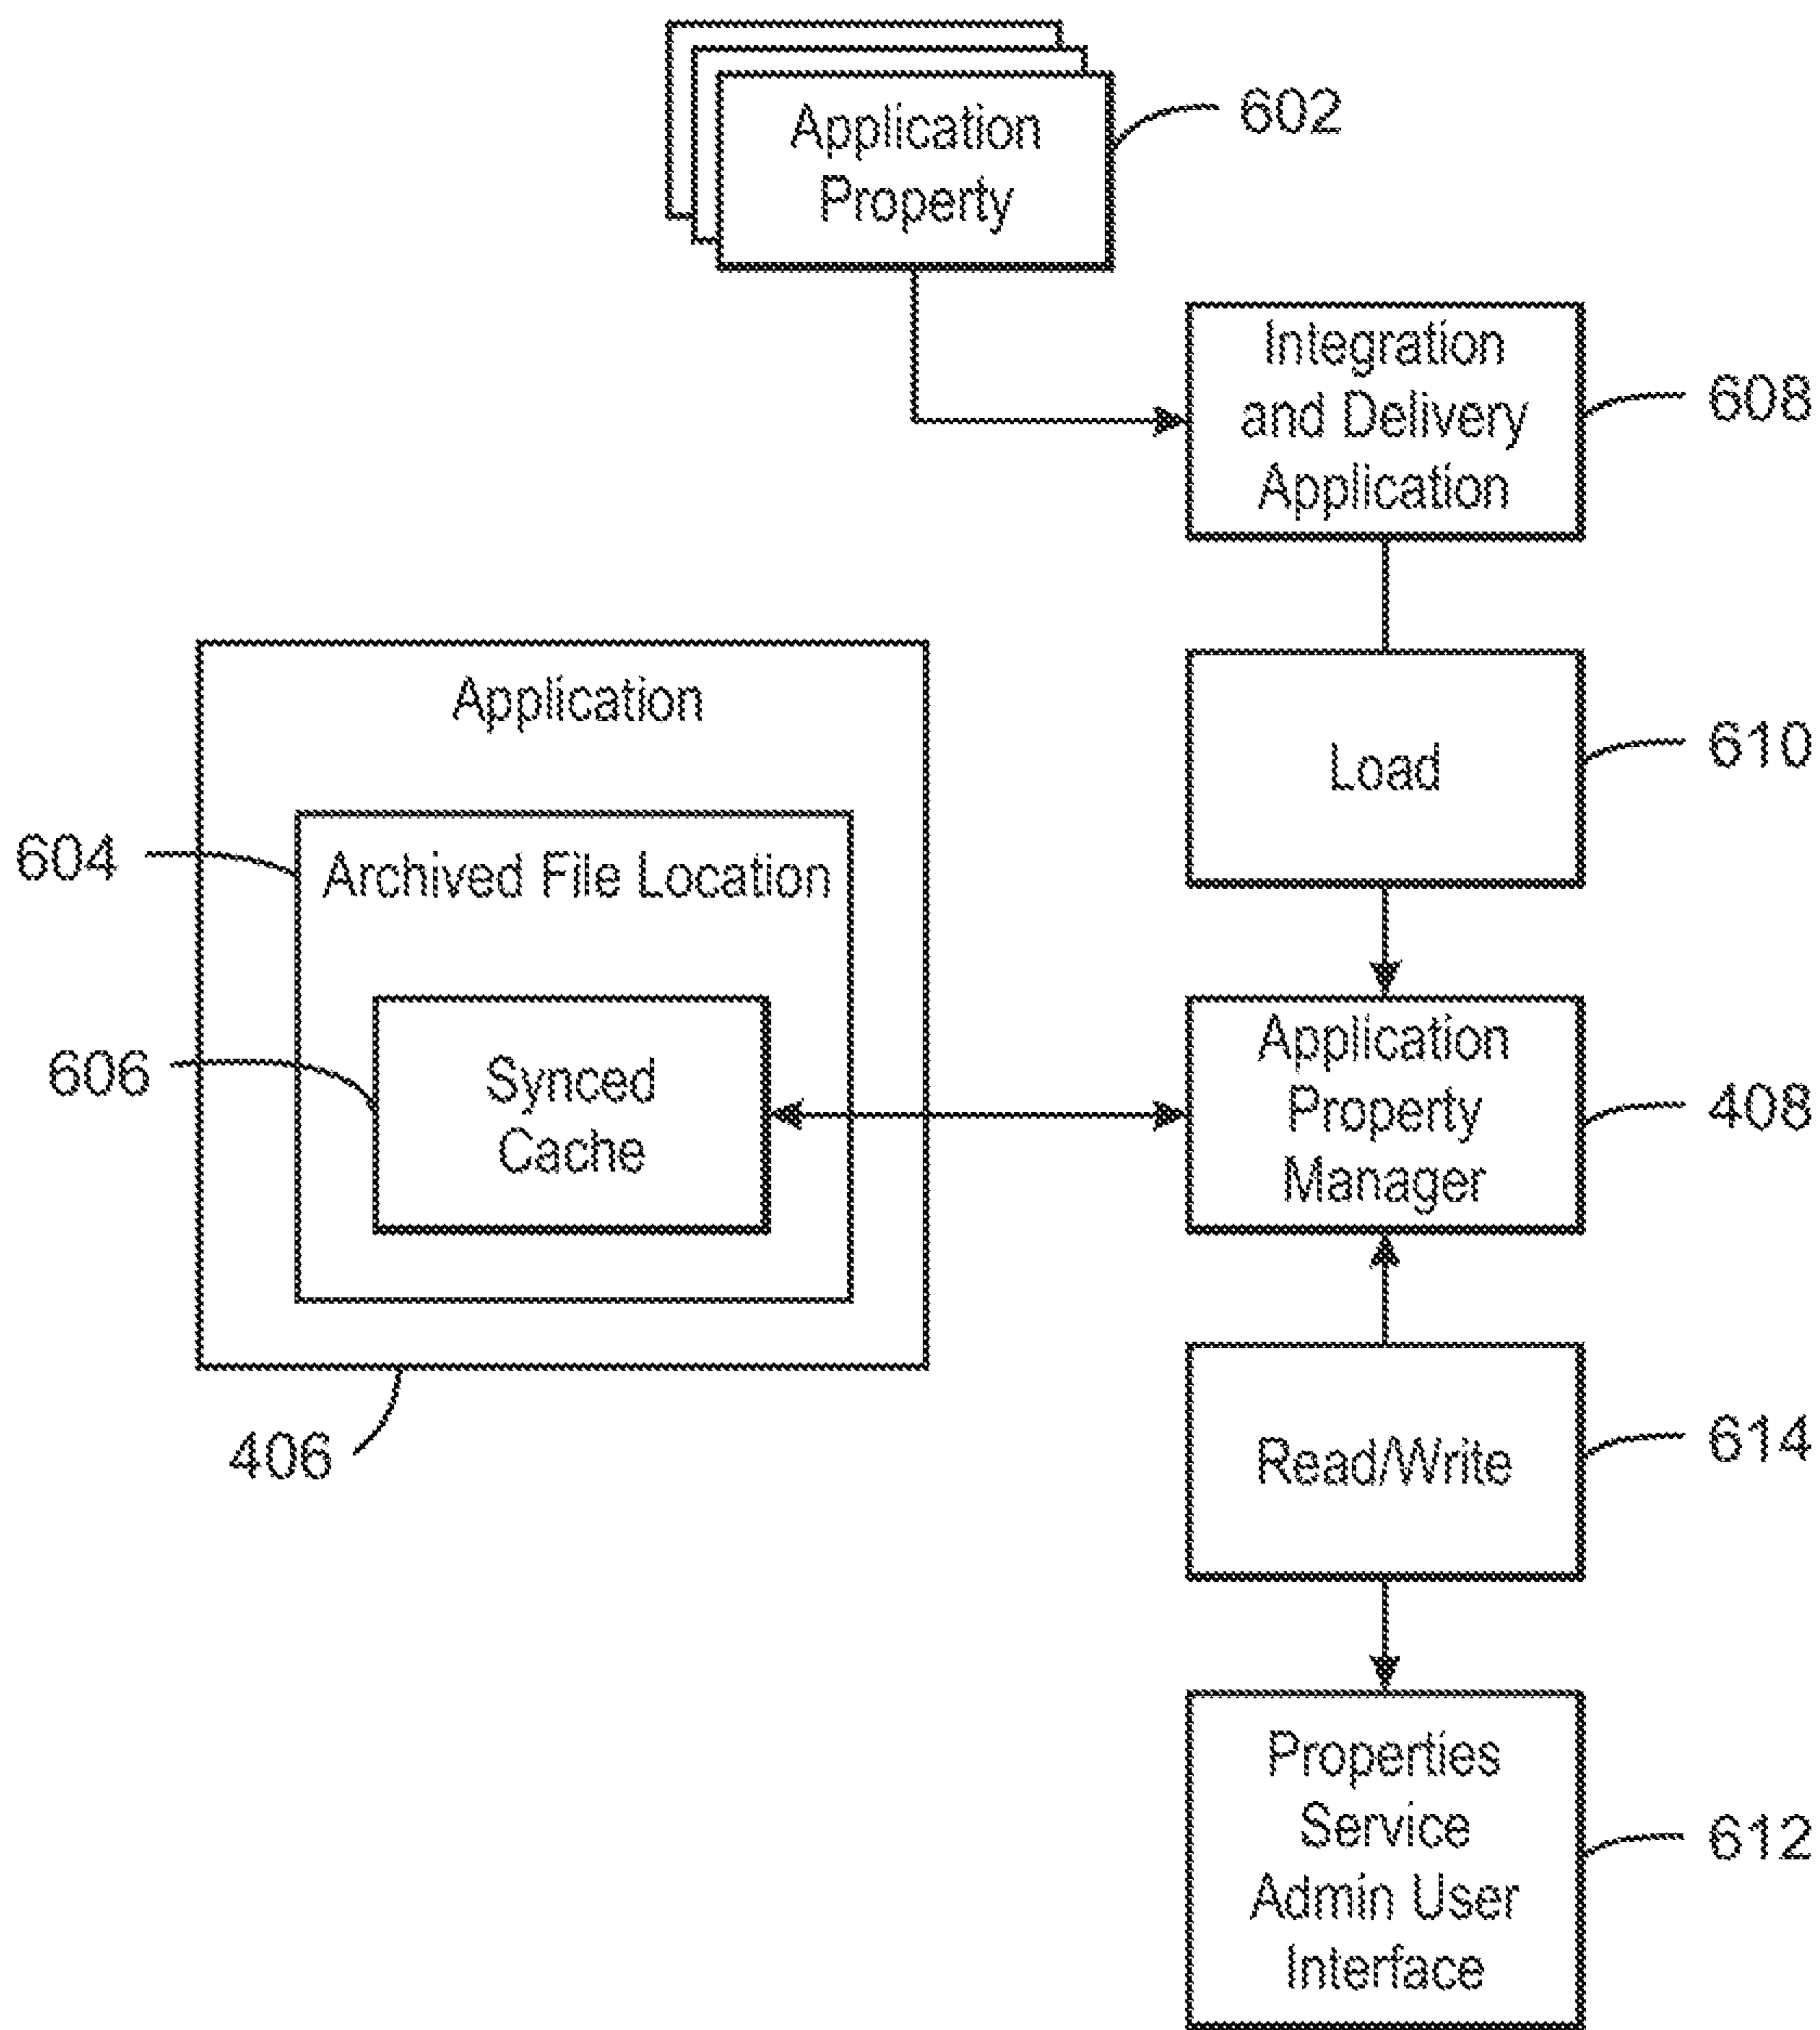 Application
Property
602
Integration
and Delivery
Application
608
Application
Load
610
604
Archived File Location
606
Synced
Cache
Application
Property
Manager
408
406
Read/Write
614
Properties
Service
Admin User
Interface
612